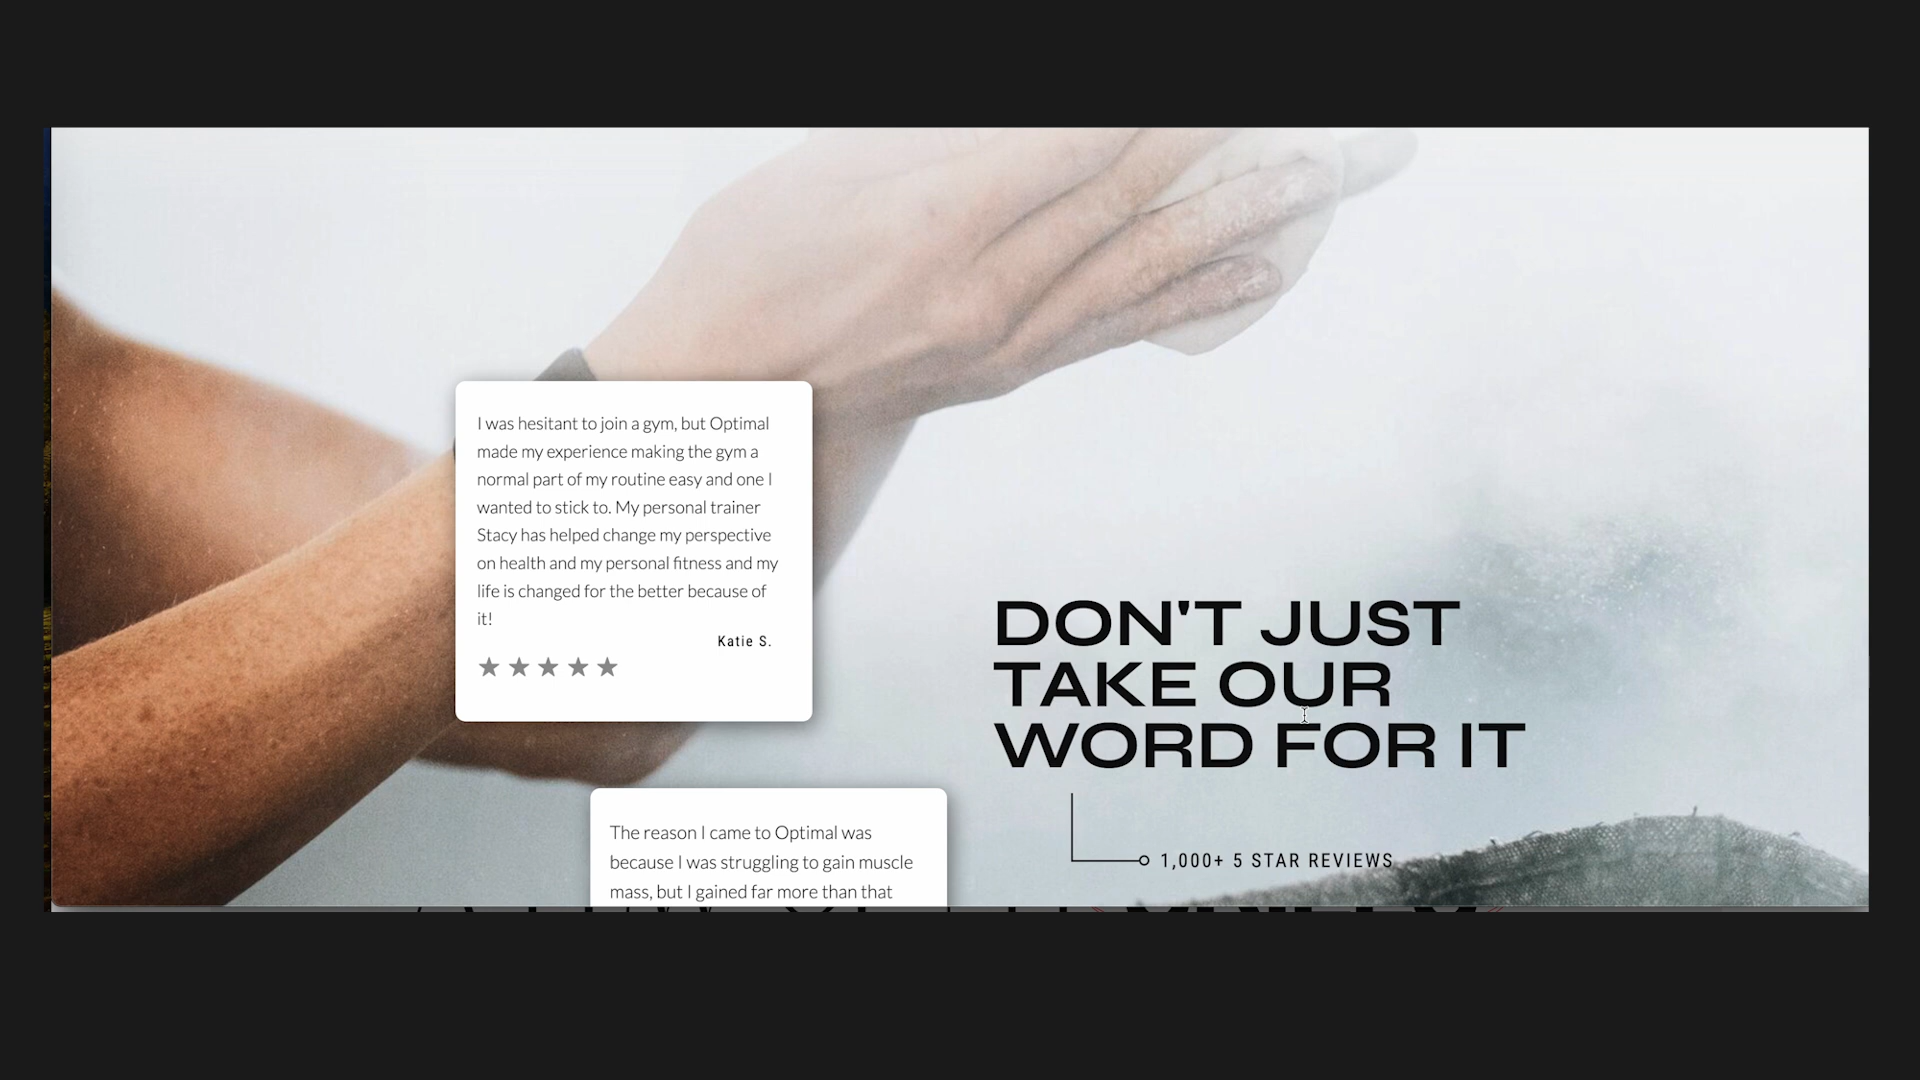 I was hesitant to join a gym, but Optimal
made my experience making the gym a
normal part of my routine easy and one I
wanted to stick to. My personal trainer
Stacy has helped change my perspective
on health and my personal fitness and my
life is changed for the better because of
it!
Katie S.
The reason I came to Optimal was
because I was struggling to gain muscle
mass, but I gained far more than that
DON'T JUST
TAKE OUR
WORD FOR IT
1,000+ 5 STAR REVIEWS